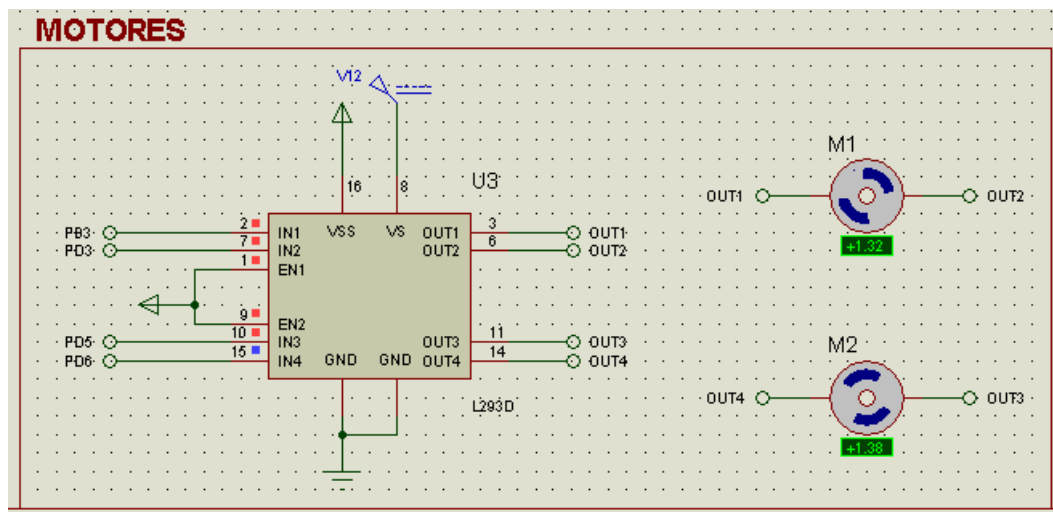 MOTORES
V12
U3
M1
16 8
OUT1 OUT2
PB3 2 IN1 VSS VS OUT1 3 OUT1
PD3 7 IN2 OUT2 6 OUT2
1 EN1
+1.32
9 EN2
PD5 10 IN3 OUT3 11 OUT3
PD6 15 IN4 GND GND OUT4 14 OUT4
M2
L293D
OUT4 OUT3
+1.38